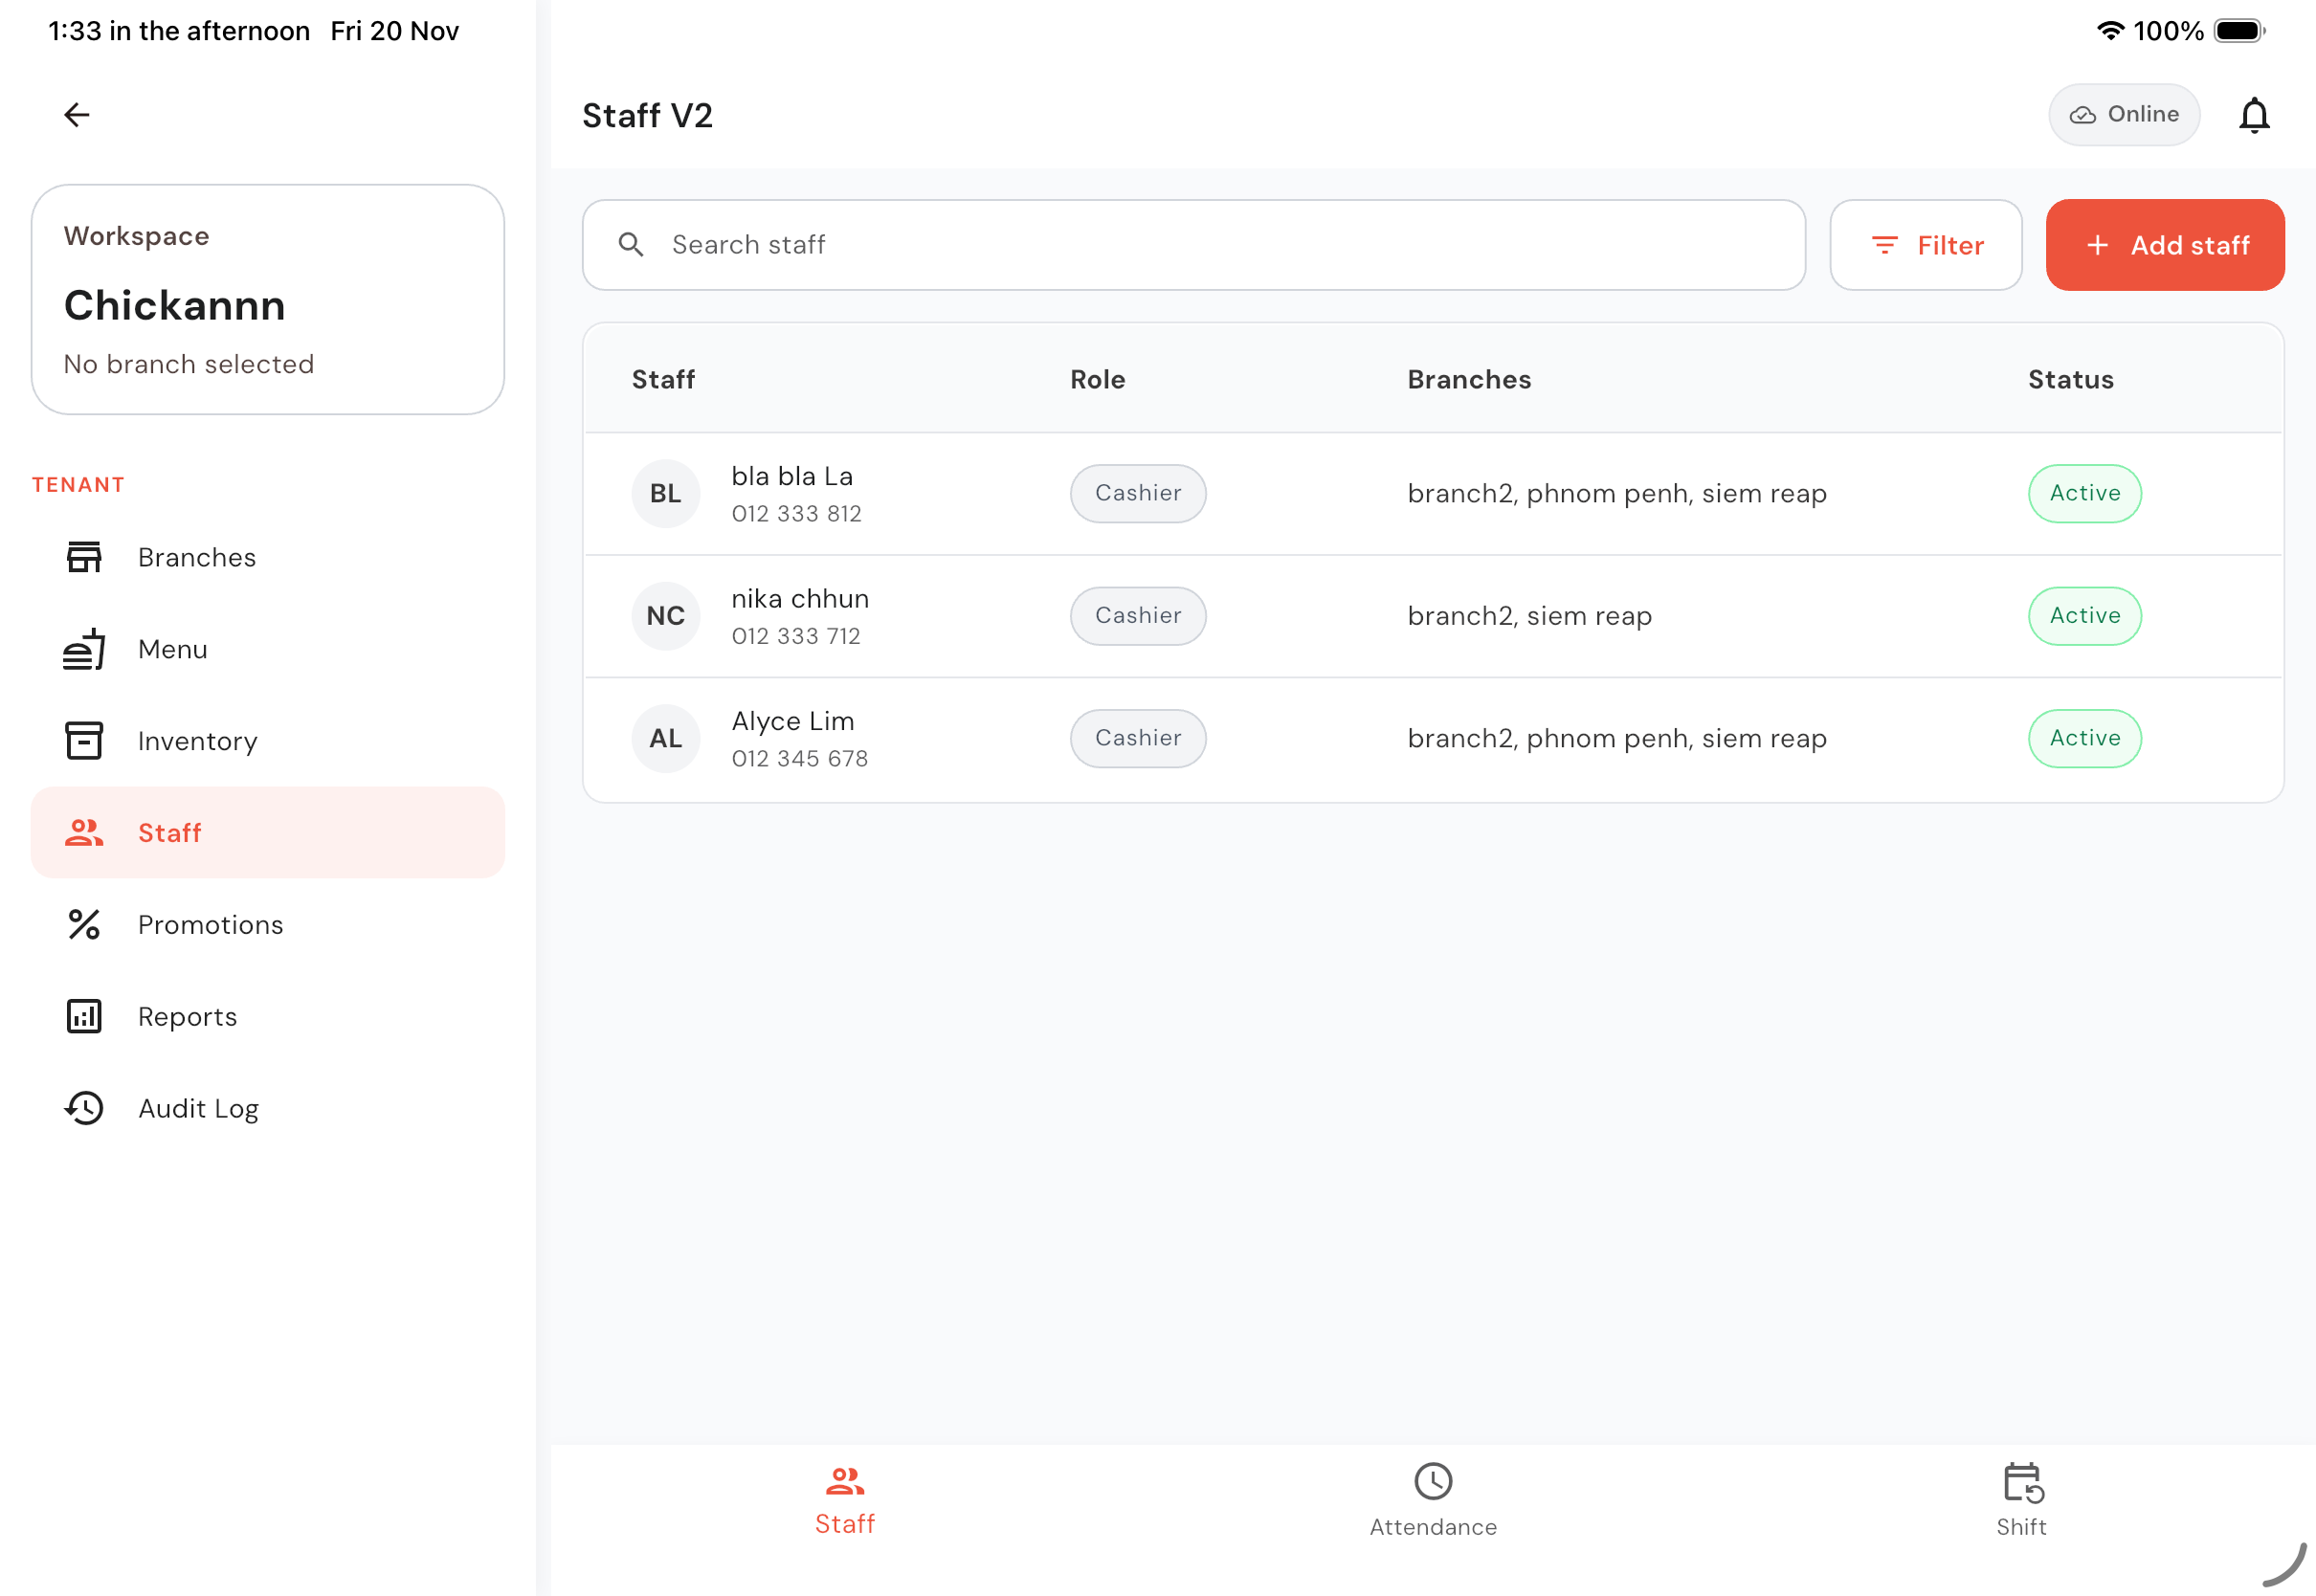 1:33 in the afternoon Fri 20 Nov
100%
Workspace
Chickannn
No branch selected
TENANT
Branches
Menu
Inventory
Staff
Promotions
Reports
Audit Log
Staff V2
Online
Search staff
Filter
+ Add staff
Staff Role Branches Status
BL bla bla La Cashier branch2, phnom penh, siem reap Active
012 333 812
NC nika chhun Cashier branch2, siem reap Active
012 333 712
AL Alyce Lim Cashier branch2, phnom penh, siem reap Active
012 345 678
Staff
Attendance
Shift